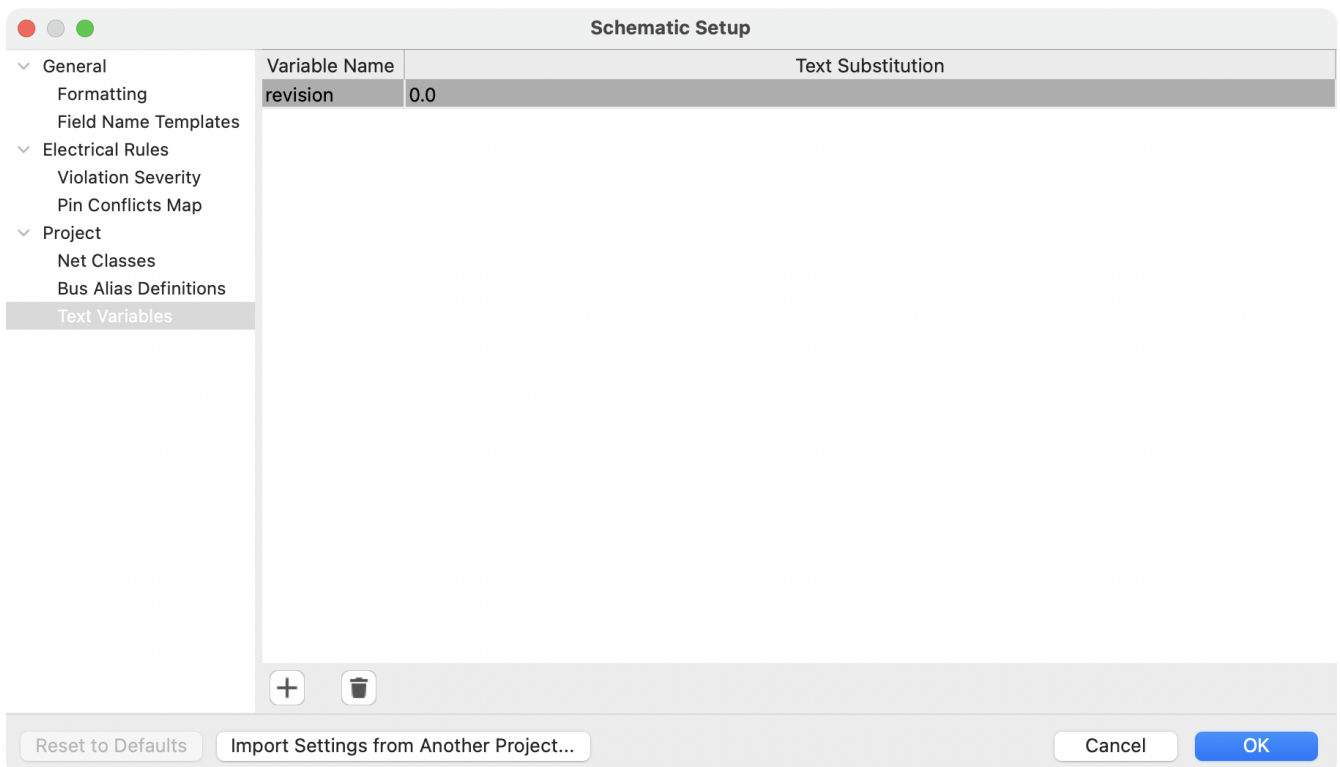 Schematic Setup
General
Formatting
Field Name Templates
Electrical Rules
Violation Severity
Pin Conflicts Map
Project
Net Classes
Bus Alias Definitions
Text Variables
Variable Name Text Substitution
revision 0.0
Reset to Defaults Import Settings from Another Project... Cancel OK